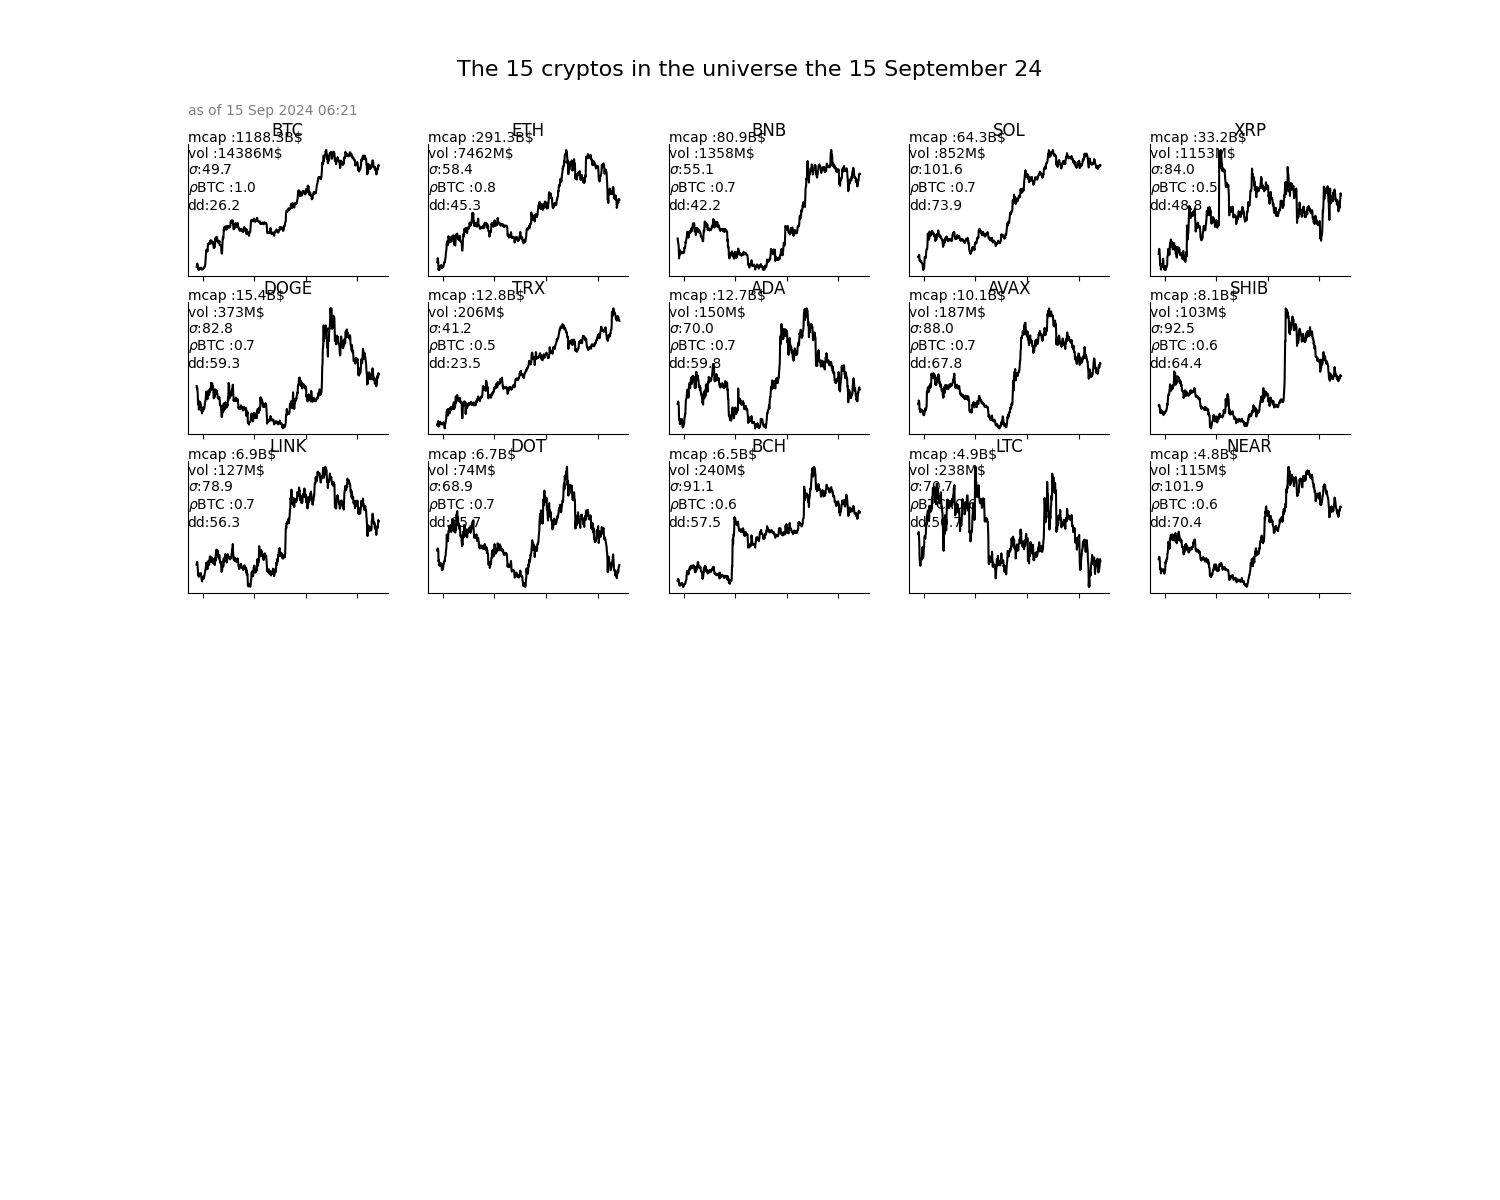 The 15 cryptos in the universe the 15 September 24
as of 15 Sep 2024 06:21
BTC
mcap :1188.3B$
vol :14386M$
σ:49.7
ρBTC :1.0
dd:26.2
ETH
mcap :291.3B$
vol :7462M$
σ:58.4
ρBTC :0.8
dd:45.3
BNB
mcap :80.9B$
vol :1358M$
σ:55.1
ρBTC :0.7
dd:42.2
SOL
mcap :64.3B$
vol :852M$
σ:101.6
ρBTC :0.7
dd:73.9
XRP
mcap :33.2B$
vol :1153M$
σ:84.0
ρBTC :0.5
dd:48.8
DOGE
mcap :15.4B$
vol :373M$
σ:82.8
ρBTC :0.7
dd:59.3
TRX
mcap :12.8B$
vol :206M$
σ:41.2
ρBTC :0.5
dd:23.5
ADA
mcap :12.7B$
vol :150M$
σ:70.0
ρBTC :0.7
dd:59.8
AVAX
mcap :10.1B$
vol :187M$
σ:88.0
ρBTC :0.7
dd:67.8
SHIB
mcap :8.1B$
vol :103M$
σ:92.5
ρBTC :0.6
dd:64.4
LINK
mcap :6.9B$
vol :127M$
σ:78.9
ρBTC :0.7
dd:56.3
DOT
mcap :6.7B$
vol :74M$
σ:68.9
ρBTC :0.7
BCH
mcap :6.5B$
vol :240M$
σ:91.1
ρBTC :0.6
dd:57.5
LTC
mcap :4.9B$
vol :238M$
ρBTC
NEAR
mcap :4.8B$
vol :115M$
σ:101.9
ρBTC :0.6
dd:70.4